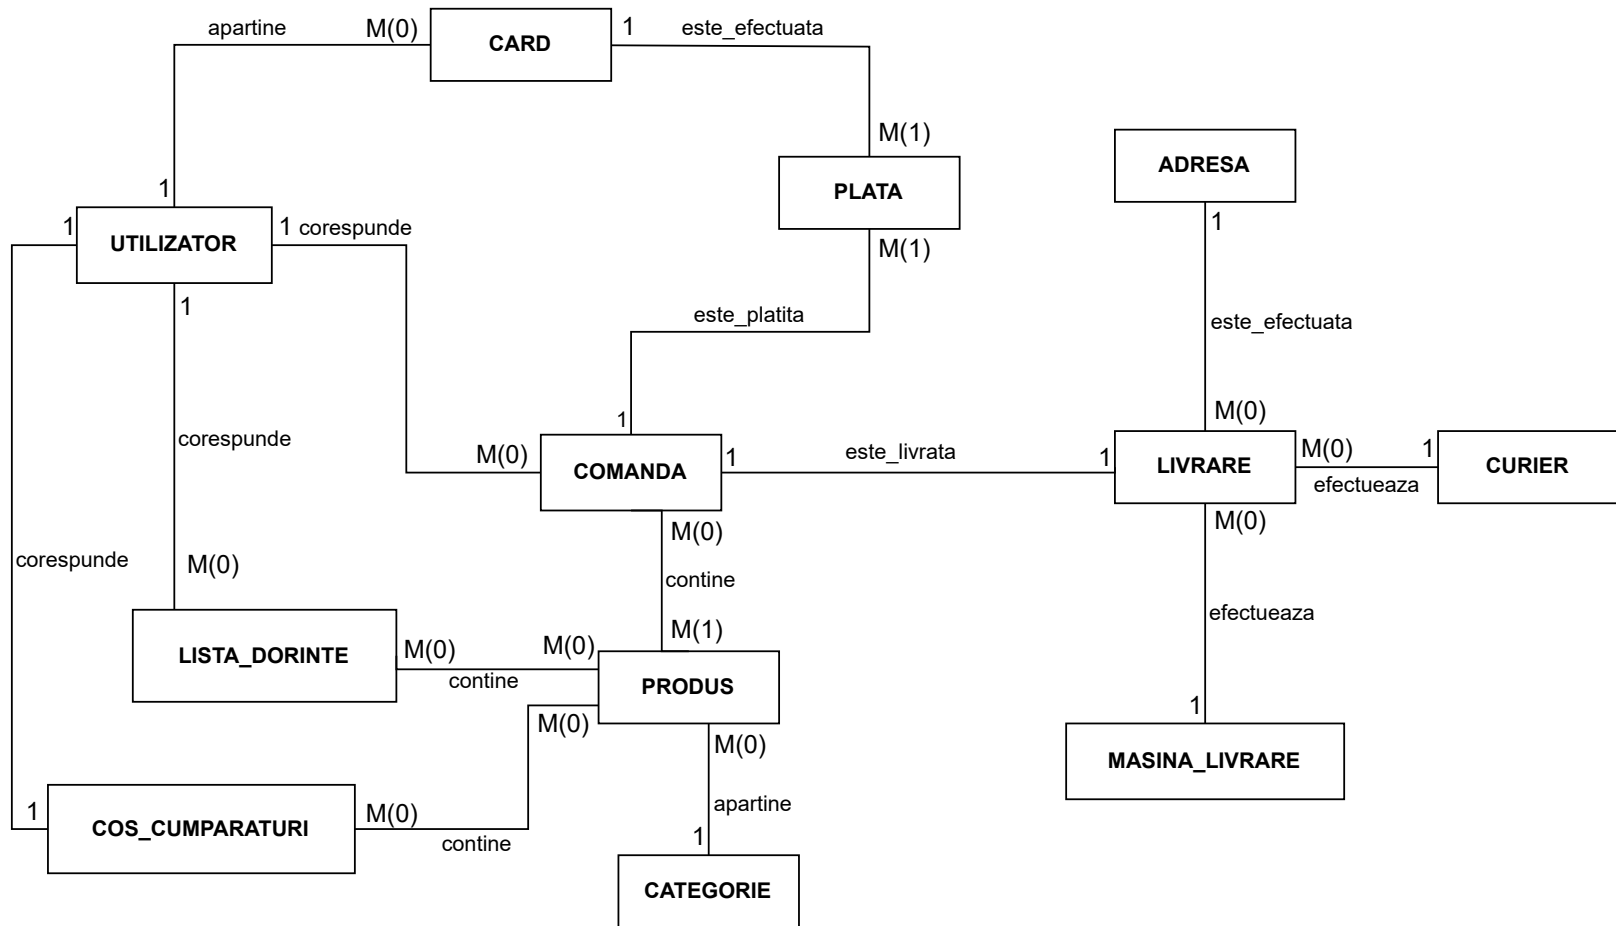 apartine
M(0)
CARD
1
este_efectuata
M(1)
PLATA
M(1)
ADRESA
1
1
1
UTILIZATOR
1
corespunde
1
este_platita
este_efectuata
1
M(0)
corespunde
M(0)
COMANDA
1
este_livrata
1
LIVRARE
M(0)
1
CURIER
efectueaza
M(0)
M(0)
corespunde
M(0)
contine
efectueaza
M(1)
LISTA_DORINTE
M(0)
M(0)
contine
PRODUS
M(0)
M(0)
1
MASINA_LIVRARE
1
COS_CUMPARATURI
M(0)
contine
apartine
1
CATEGORIE